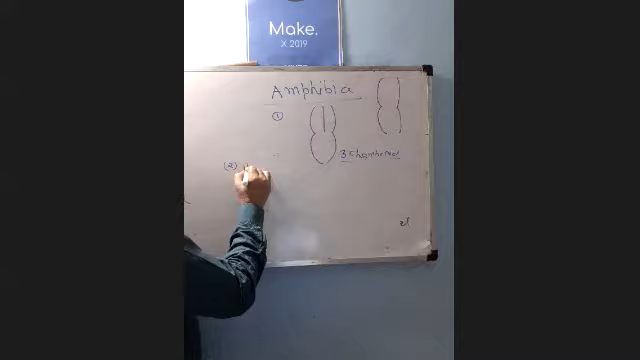 Make.
X 2019
Amphibia
①
3 Chambered
(2)